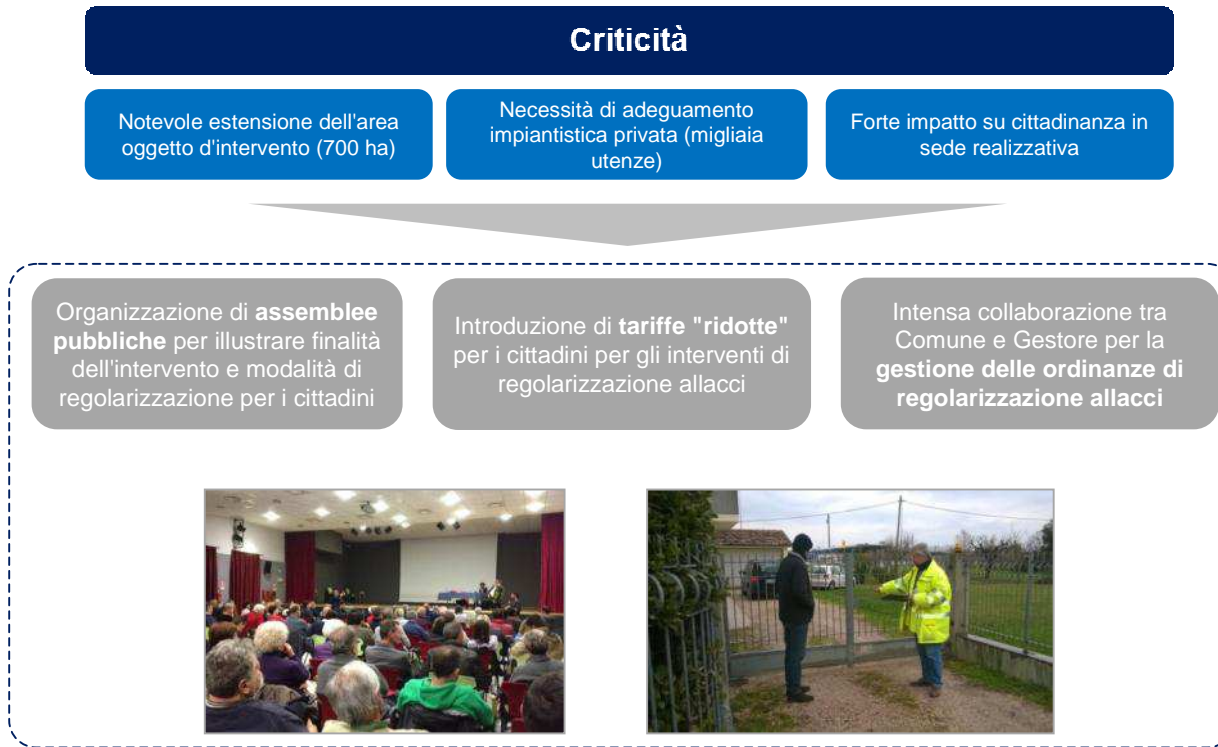 Criticità
Notevole estensione dell'area
oggetto d'intervento (700 ha)
Necessità di adeguamento
impiantistica privata (migliaia
utenze)
Forte impatto su cittadinanza in
sede realizzativa
Organizzazione di assemblee
pubbliche per illustrare finalità
dell'intervento e modalità di
regolarizzazione per i cittadini
Introduzione di tariffe "ridotte"
per i cittadini per gli interventi di
regolarizzazione allacci
Intensa collaborazione tra
Comune e Gestore per la
gestione delle ordinanze di
regolarizzazione allacci